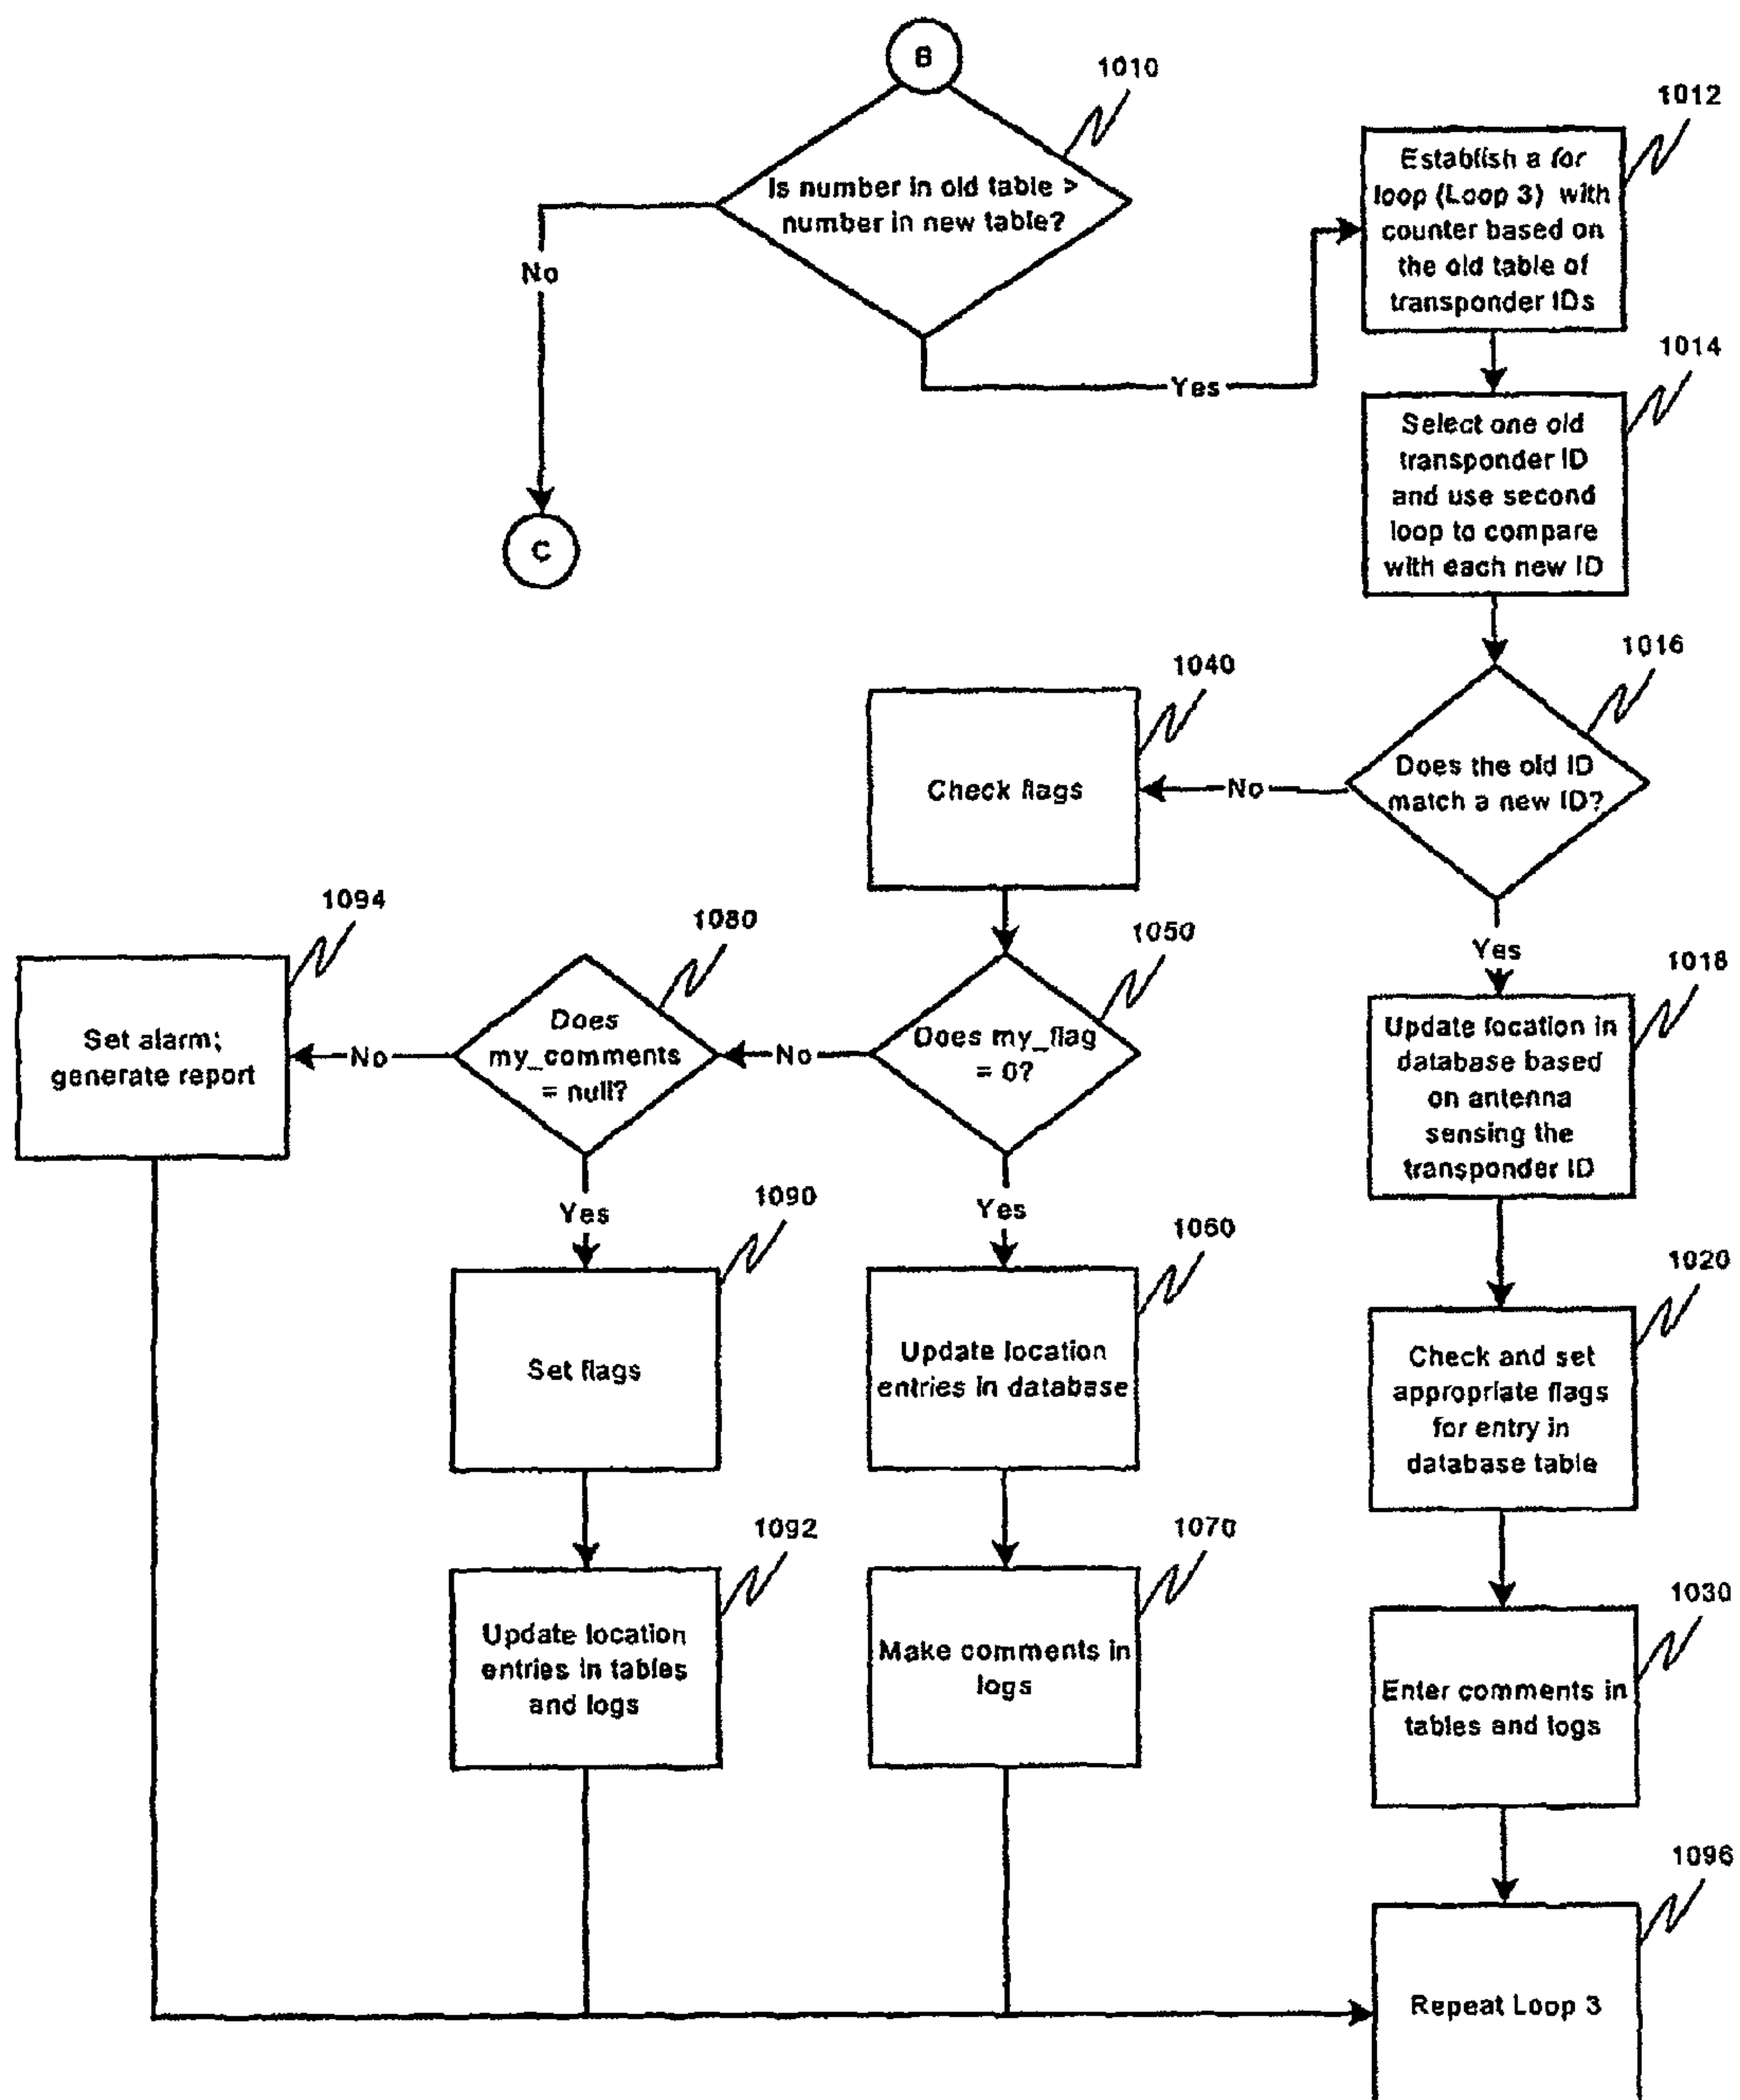 B
1010
Is number in old table >
number in new table?
No
C
Yes
1012
Establish a for
loop (Loop 3) with
counter based on
the old table of
transponder IDs
1014
Select one old
transponder ID
and use second
loop to compare
with each new ID
1016
Does the old ID
match a new ID?
No
1040
Check flags
Yes
1018
Update location in
database based
on antenna
sensing the
transponder ID
1050
Does my_flag
= 0?
No
1080
Does
my_comments
= null?
No
1094
Set alarm;
generate report
Yes
1090
Set flags
Yes
1060
Update location
entries in database
1020
Check and set
appropriate flags
for entry in
database table
1092
Update location
entries in tables
and logs
1070
Make comments in
logs
1030
Enter comments in
tables and logs
1096
Repeat Loop 3